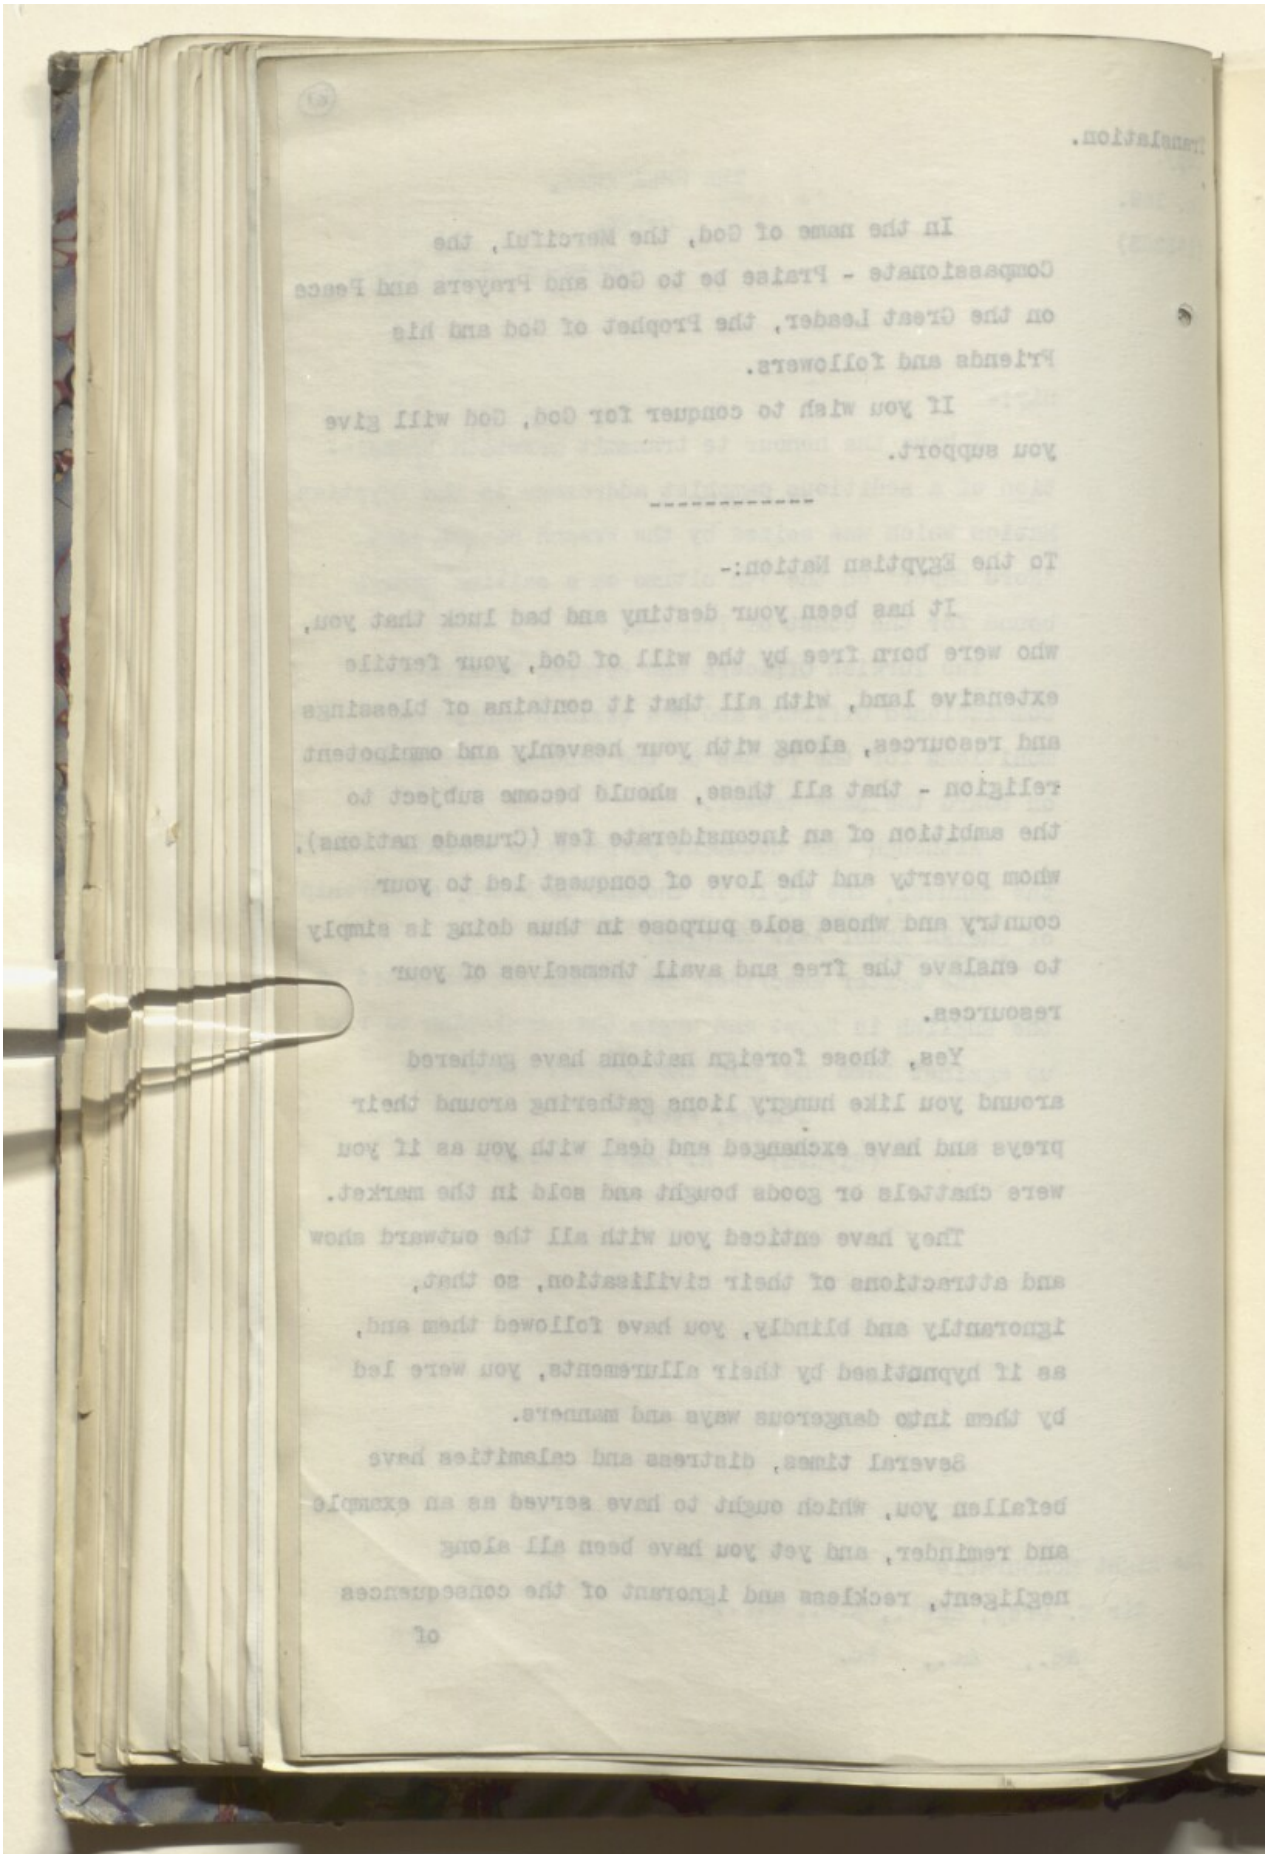 Translation.
In the name of God, the Merciful, the
Compassionate - Praise be to God and Prayers and Peace
on the Great Leader, the Prophet of God and his
Friends and followers.
If you wish to conquer for God, God will give
you support.
------------
To the Egyptian Nation:-
It has been your destiny and bad luck that you,
who were born free by the will of God, your fertile
extensive land, with all that it contains of blessings
and resources, along with your heavenly and omnipotent
religion - that all these, should become subject to
the ambition of an inconsiderate few (Crusade nations),
whom poverty and the love of conquest led to your
country and whose sole purpose in thus doing is simply
to enslave the free and avail themselves of your
resources.
Yes, those foreign nations have gathered
around you like hungry lions gathering around their
preys and have exchanged and deal with you as if you
were chattels or goods bought and sold in the market.
They have enticed you with all the outward show
and attractions of their civilisation, so that,
ignorantly and blindly, you have followed them and,
as if hypnotised by their allurements, you were led
by them into dangerous ways and manners.
Several times, distress and calamities have
befallen you, which ought to have served as an example
and reminder, and yet you have been all along
negligent, reckless and ignorant of the consequences
of